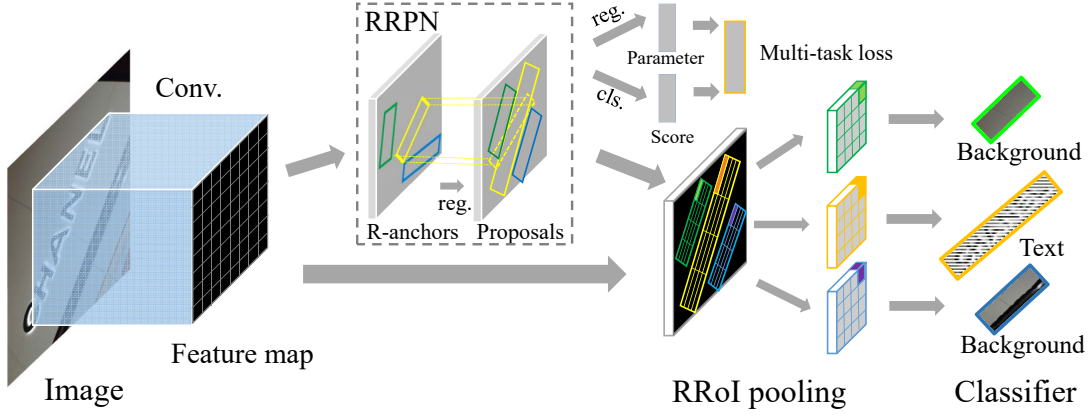 RRPN
reg.
Parameter
Multi-task loss
Conv.
cls.
Score
reg.
R-anchors
Proposals
Background
Text
Background
CHANEL
Feature map
Image
RRoI pooling
Classifier